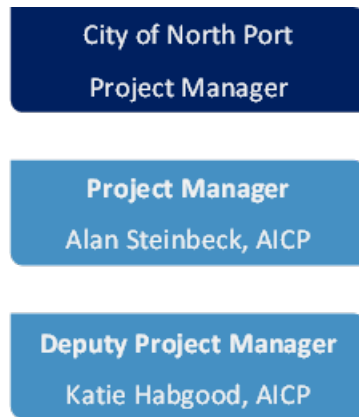 City of North Port
Project Manager
Project Manager
Alan Steinbeck, AICP
Deputy Project Manager
Katie Habgood, AICP